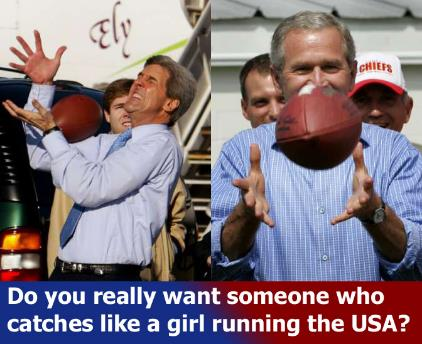 Ely
CHIEFS
Do you really want someone who
catches like a girl running the USA?